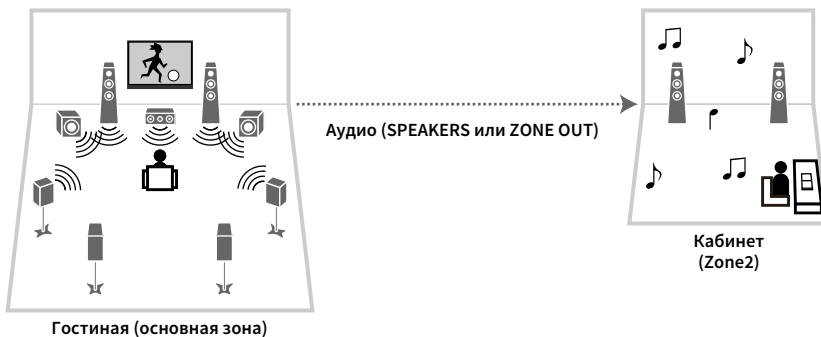 Аудио (SPEAKERS или ZONE OUT)
Кабинет
(Zone2)
Гостиная (основная зона)